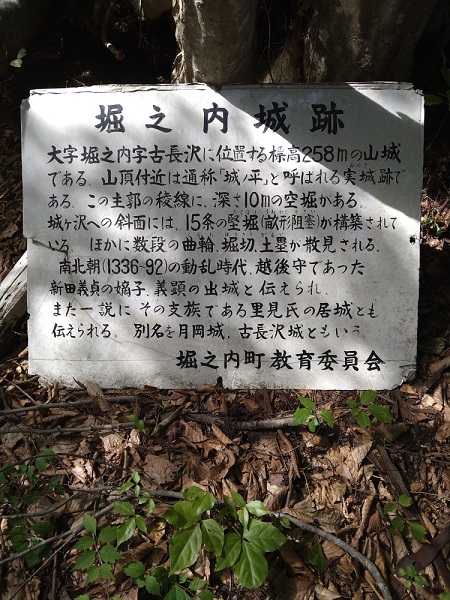 堀之内城跡
大字堀之内字古長沢に位置する標高258mの山城
である。山頂付近は通称「城ノ平」と呼ばれる実城跡で
ある。この主郭の稜線に、深さ10mの空堀がある。
城ヶ沢への斜面には、15条の竪堀(畝形阻塞)が構築されて
いる。ほかに数段の曲輪、堀切、土塁が散見される。
南北朝(1336-92)の動乱時代、越後守であった
新田義貞の嫡子、義顕の出城と伝えられ、
また一説に その支族である里見氏の居城とも
伝えられる。 別名を月岡城、古長沢城ともいう。
堀之内町教育委員会